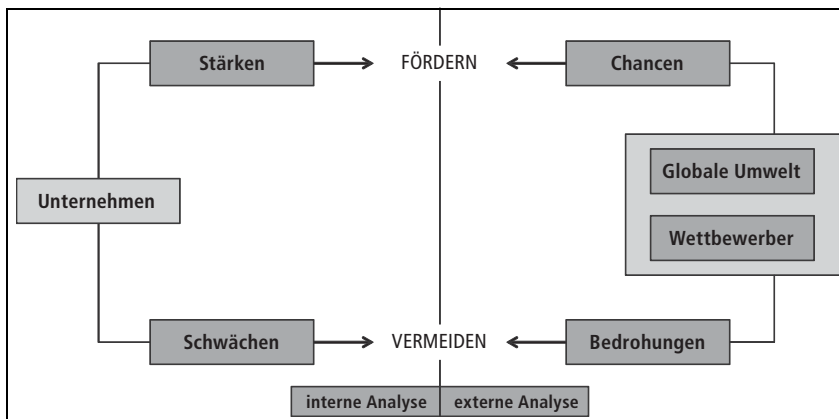 Stärken
FÖRDERN
Chancen
Globale Umwelt
Unternehmen
Wettbewerber
Schwächen
VERMEIDEN
Bedrohungen
interne Analyse
externe Analyse